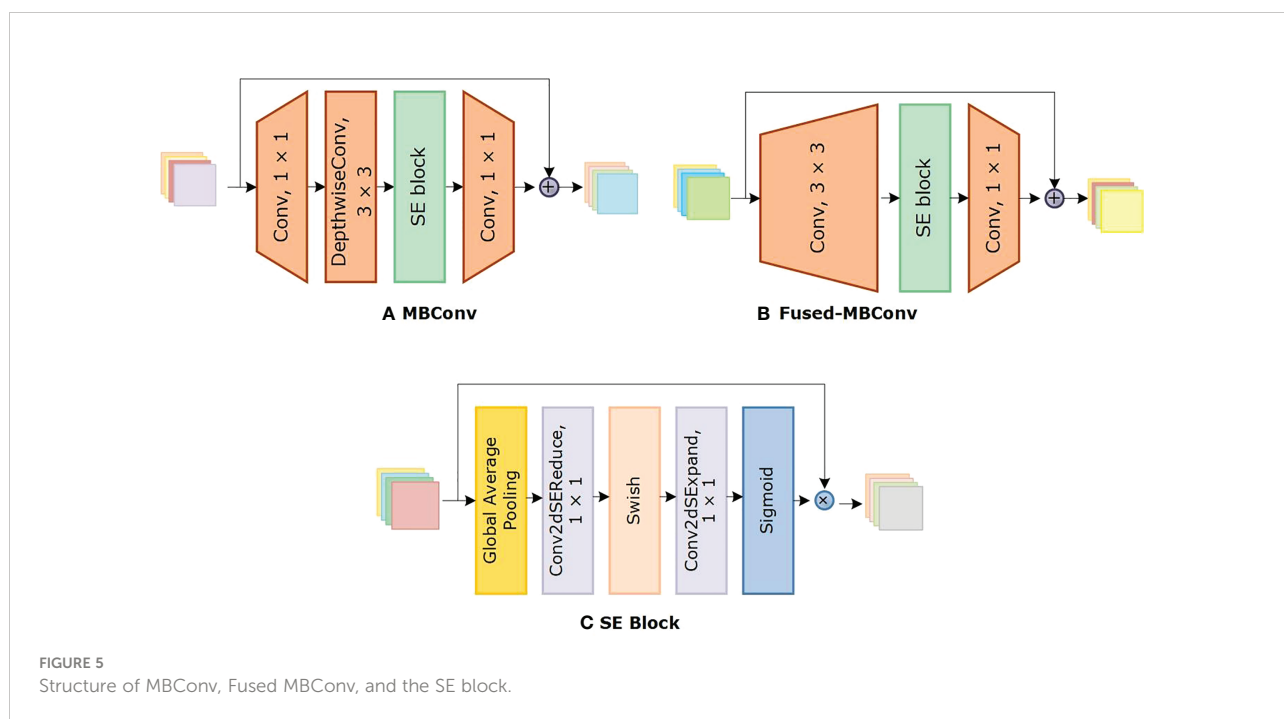 Conv, 1 × 1
DepthwiseConv,
3 × 3
SE block
Conv, 1 × 1
+
A MBConv
Conv, 3 × 3
SE block
Conv, 1 × 1
+
B Fused-MBConv
Global Average
Pooling
Conv2dSEReduce,
1 × 1
Swish
Conv2dSExpand,
1 × 1
Sigmoid
×
C SE Block
FIGURE 5
Structure of MBConv, Fused MBConv, and the SE block.